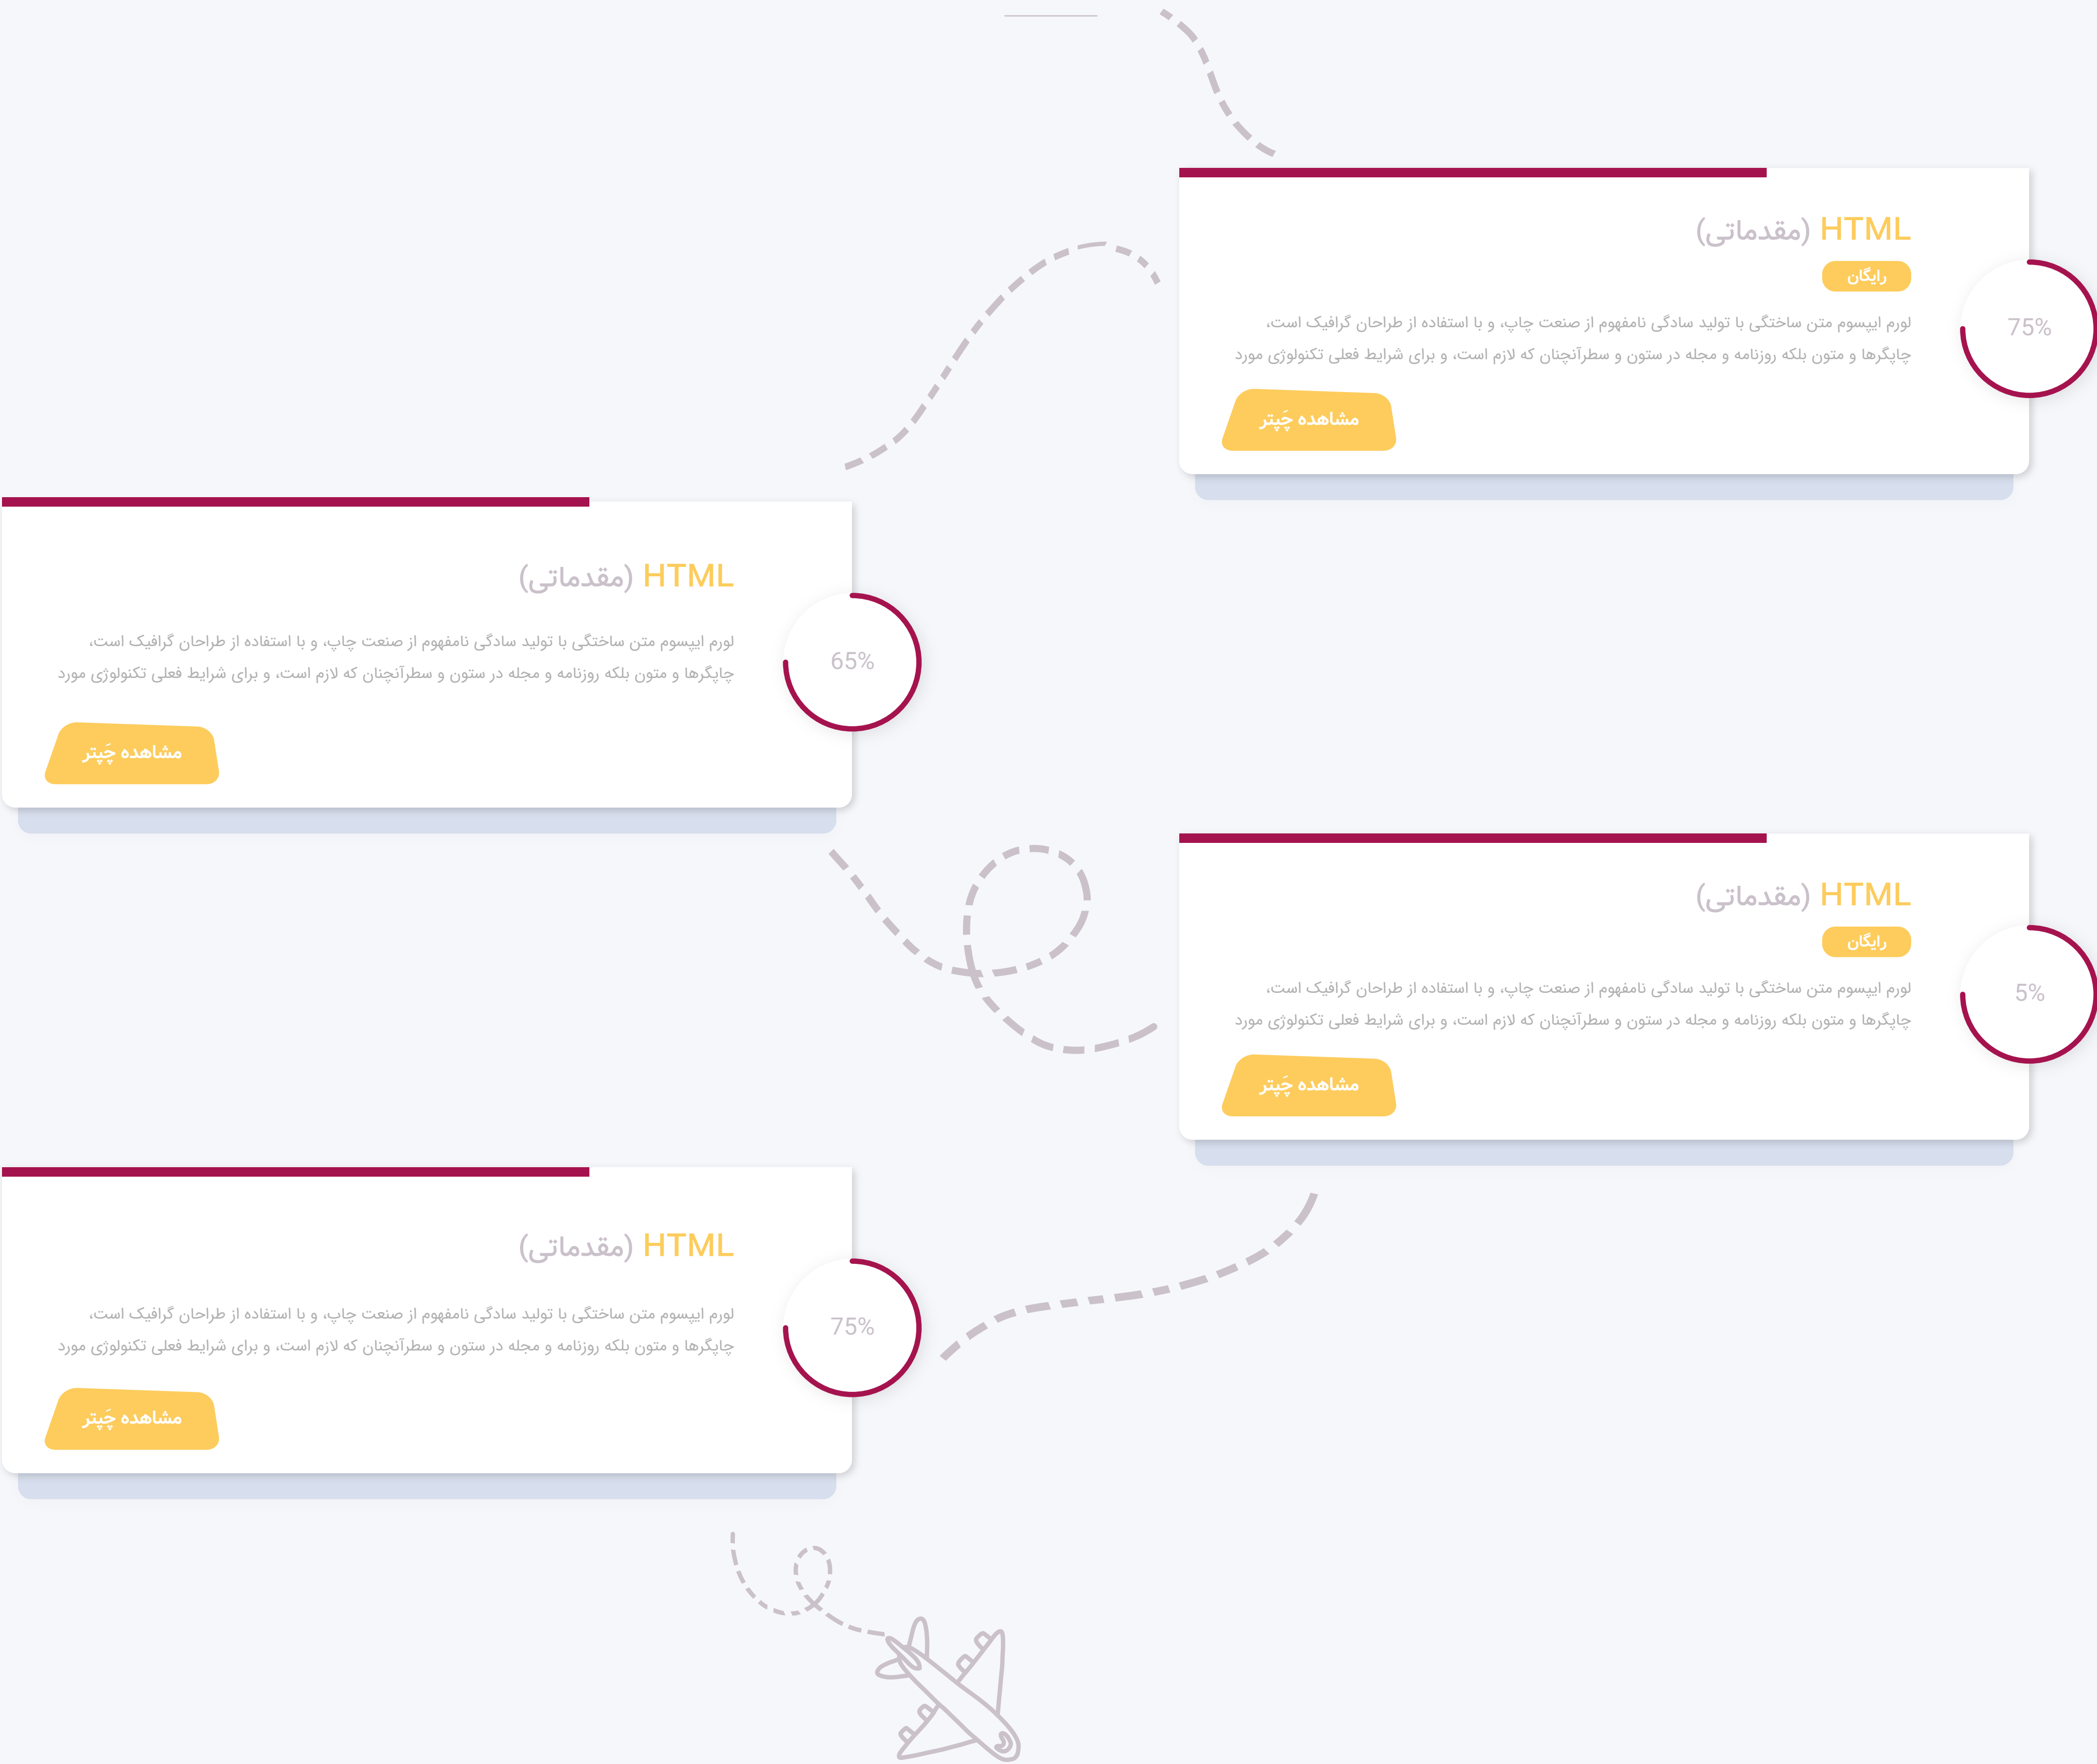 HTML (مقدماتی)
رایگان
75%
لورم ایپسوم متن ساختگی با تولید سادگی نامفهوم از صنعت چاپ، و با استفاده از طراحان گرافیک است،
چاپگرها و متون بلکه روزنامه و مجله در ستون و سطرآنچنان که لازم است، و برای شرایط فعلی تکنولوژی مورد
مشاهده چَپتر
HTML (مقدماتی)
65%
لورم ایپسوم متن ساختگی با تولید سادگی نامفهوم از صنعت چاپ، و با استفاده از طراحان گرافیک است،
چاپگرها و متون بلکه روزنامه و مجله در ستون و سطرآنچنان که لازم است، و برای شرایط فعلی تکنولوژی مورد
مشاهده چَپتر
HTML (مقدماتی)
رایگان
5%
لورم ایپسوم متن ساختگی با تولید سادگی نامفهوم از صنعت چاپ، و با استفاده از طراحان گرافیک است،
چاپگرها و متون بلکه روزنامه و مجله در ستون و سطرآنچنان که لازم است، و برای شرایط فعلی تکنولوژی مورد
مشاهده چَپتر
HTML (مقدماتی)
75%
لورم ایپسوم متن ساختگی با تولید سادگی نامفهوم از صنعت چاپ، و با استفاده از طراحان گرافیک است،
چاپگرها و متون بلکه روزنامه و مجله در ستون و سطرآنچنان که لازم است، و برای شرایط فعلی تکنولوژی مورد
مشاهده چَپتر